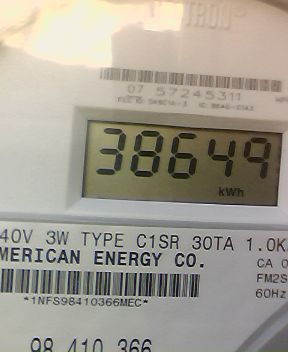 TRON®
07 57245311
38649
kWh
40V 3W TYPE C1SR 30TA 1.0K
MERICAN ENERGY CO.
CA 0
FM2S
60Hz
*1NFS98410366MEC*
98 410 366